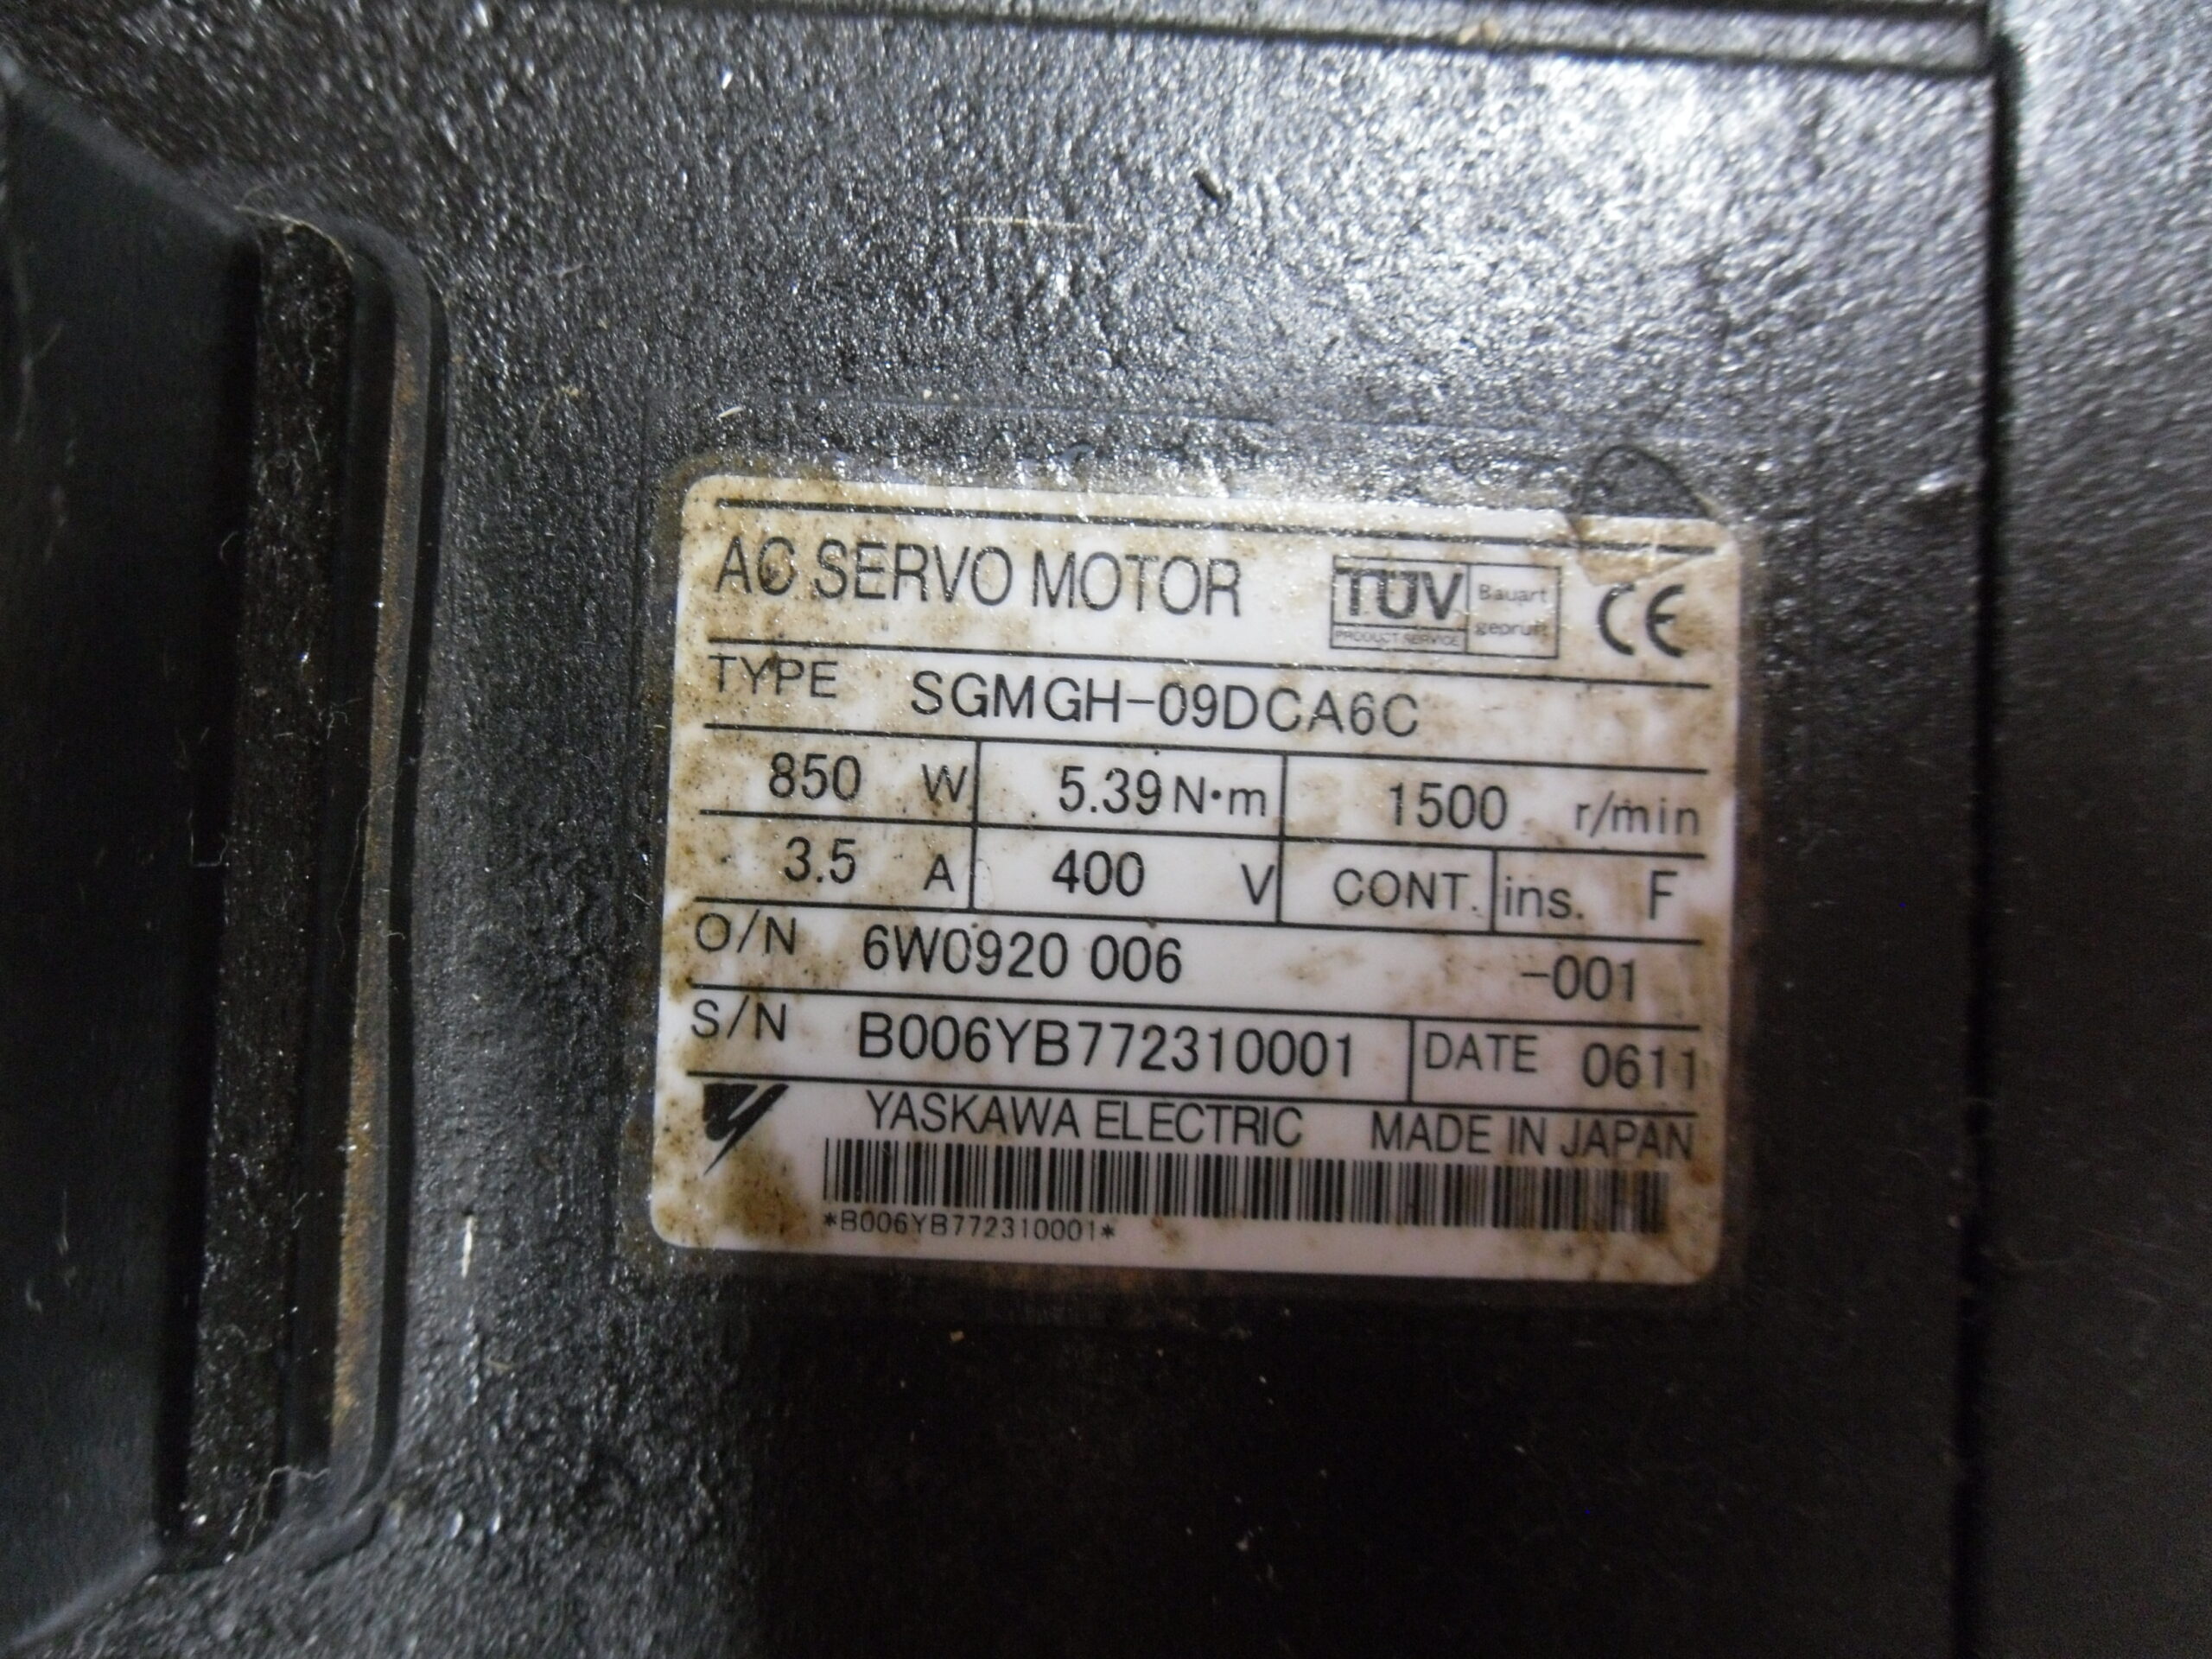 AC SERVO MOTOR TÜV PRODUCT SERVICE Bauart geprüft CE
TYPE SGMGH-09DCA6C
850 W 5.39 N·m 1500 r/min
3.5 A 400 V CONT. ins. F
O/N 6W0920 006 -001
S/N B006YB772310001 DATE 0611
YASKAWA ELECTRIC MADE IN JAPAN
*B006YB772310001*